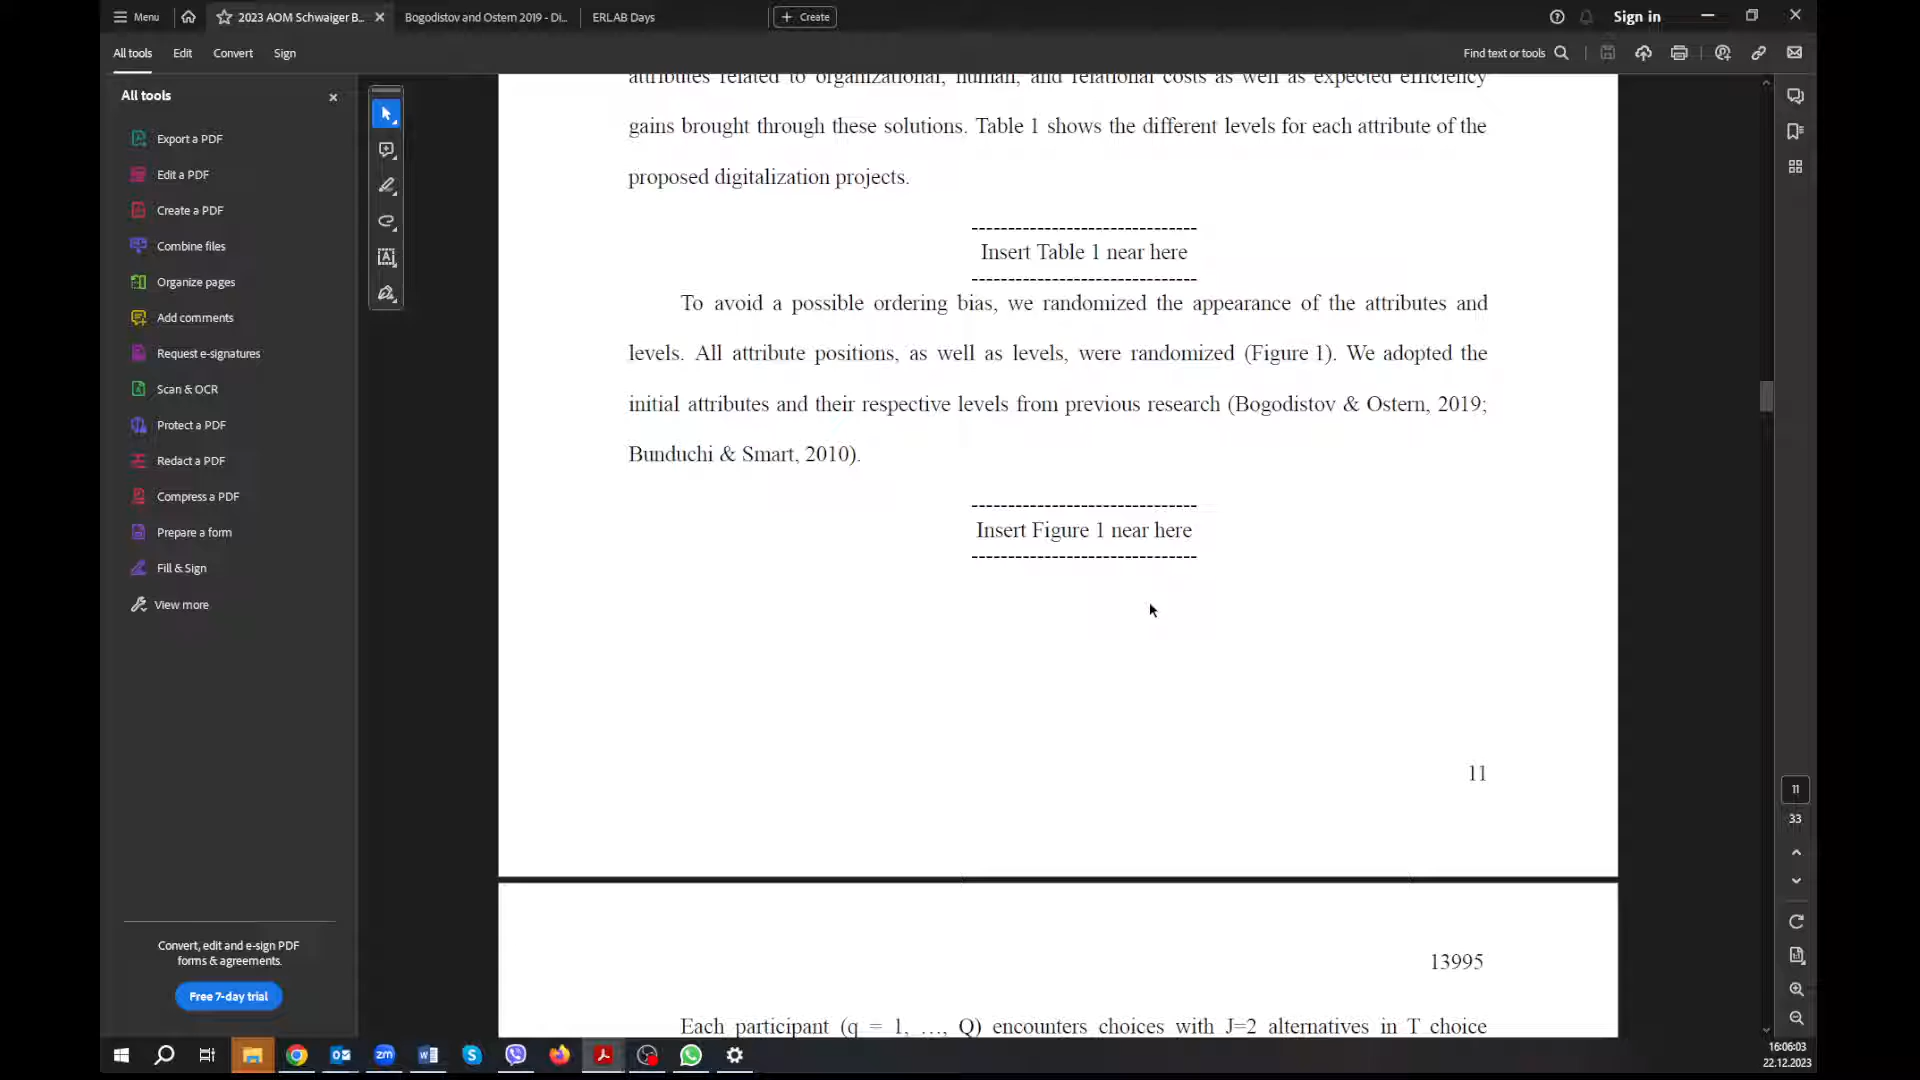 Menu
2023 AOM Schwaiger B...
Bogodistov and Ostern 2019 - Di...
ERLAB Days
Create
Sign in
All tools
Edit
Convert
Sign
Find text or tools
All tools
Export a PDF
Edit a PDF
Create a PDF
Combine files
Organize pages
Add comments
Request e-signatures
Scan & OCR
Protect a PDF
Redact a PDF
Compress a PDF
Prepare a form
Fill & Sign
View more
Convert, edit and e-sign PDF
forms & agreements.
Free 7-day trial
attributes related to organizational, human, and relational costs as well as expected efficiency
gains brought through these solutions. Table 1 shows the different levels for each attribute of the
proposed digitalization projects.
-------------------------------
Insert Table 1 near here
-------------------------------
To avoid a possible ordering bias, we randomized the appearance of the attributes and
levels. All attribute positions, as well as levels, were randomized (Figure 1). We adopted the
initial attributes and their respective levels from previous research (Bogodistov & Ostern, 2019;
Bunduchi & Smart, 2010).
-------------------------------
Insert Figure 1 near here
-------------------------------
11
13995
Each participant (q = 1, …, Q) encounters choices with J=2 alternatives in T choice
11
33
16:06:03
22.12.2023